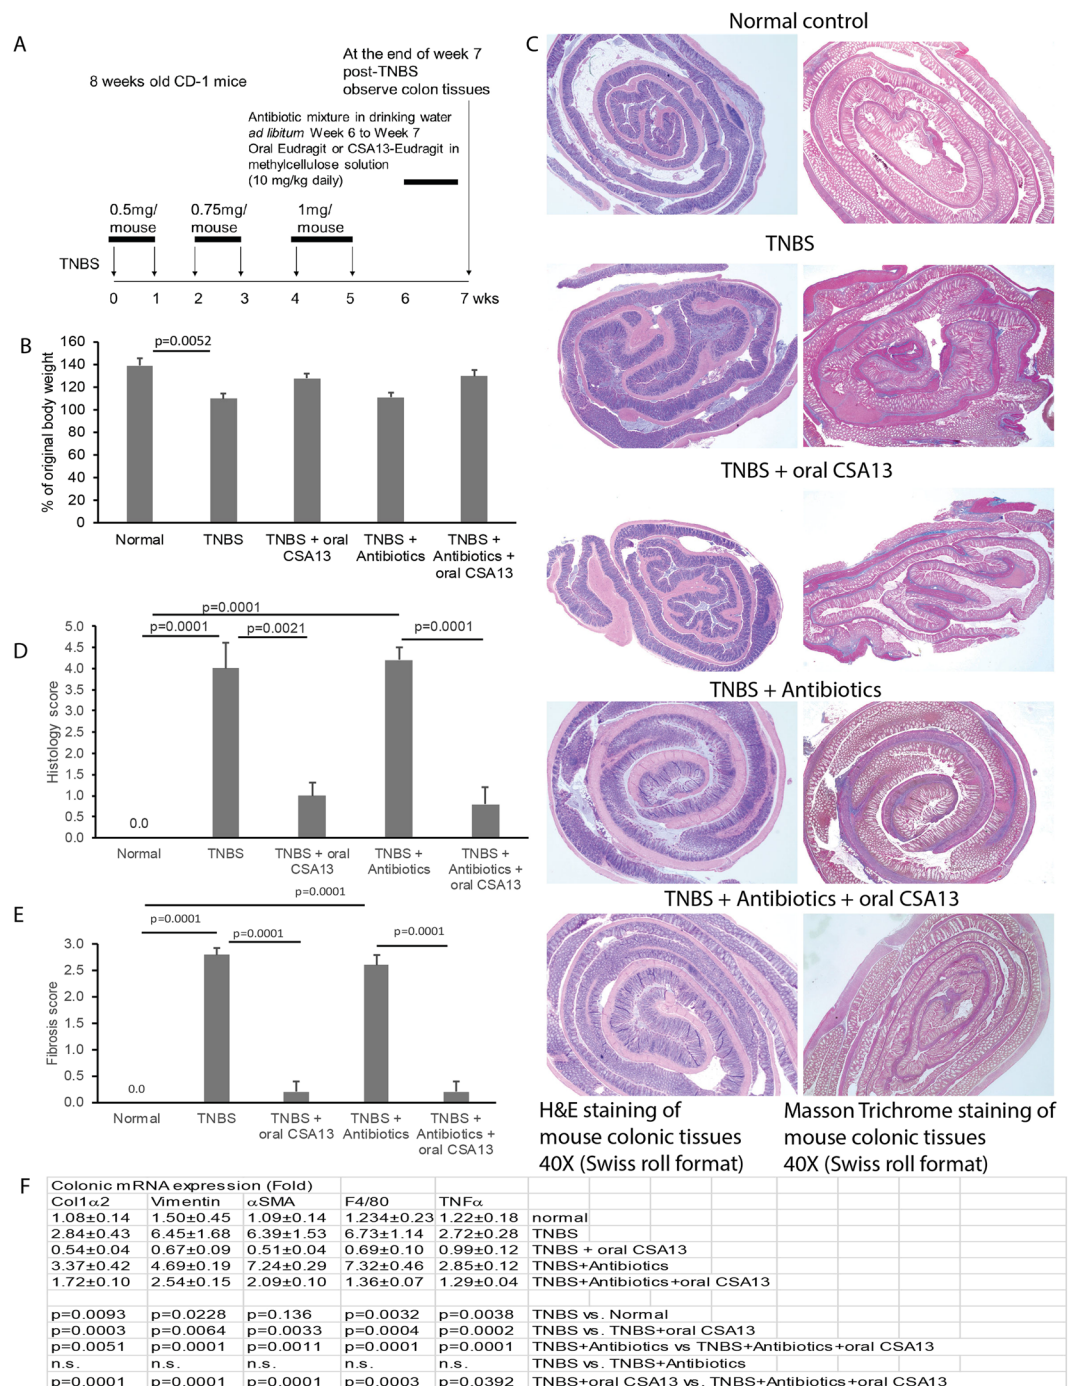 A
8 weeks old CD-1 mice
At the end of week 7
post-TNBS
observe colon tissues
Antibiotic mixture in drinking water
ad libitum Week 6 to Week 7
Oral Eudragit or CSA13-Eudragit in
methylcellulose solution
(10 mg/kg daily)
0.5mg/
mouse
0.75mg/
mouse
1mg/
mouse
TNBS
0 1 2 3 4 5 6 7 wks
B
% of original body weight
160
140
120
100
80
60
40
20
0
p=0.0052
Normal
TNBS
TNBS + oral
CSA13
TNBS +
Antibiotics
TNBS +
Antibiotics +
oral CSA13
C
Normal control
TNBS
TNBS + oral CSA13
TNBS + Antibiotics
TNBS + Antibiotics + oral CSA13
H&E staining of
mouse colonic tissues
40X (Swiss roll format)
Masson Trichrome staining of
mouse colonic tissues
40X (Swiss roll format)
D
Histology score
5.0
4.5
4.0
3.5
3.0
2.5
2.0
1.5
1.0
0.5
0.0
p=0.0001
p=0.0001
p=0.0021
p=0.0001
0.0
Normal
TNBS
TNBS + oral
CSA13
TNBS +
Antibiotics
TNBS +
Antibiotics +
oral CSA13
E
Fibrosis score
3.0
2.5
2.0
1.5
1.0
0.5
0.0
p=0.0001
p=0.0001
p=0.0001
p=0.0001
0.0
Normal
TNBS
TNBS +
oral CSA13
TNBS +
Antibiotics
TNBS +
Antibiotics +
oral CSA13
F
Colonic mRNA expression (Fold)
Col1α2 Vimentin αSMA F4/80 TNFα
1.08±0.14 1.50±0.45 1.09±0.14 1.234±0.23 1.22±0.18 normal
2.84±0.43 6.45±1.68 6.39±1.53 6.73±1.14 2.72±0.28 TNBS
0.54±0.04 0.67±0.09 0.51±0.04 0.69±0.10 0.99±0.12 TNBS + oral CSA13
3.37±0.42 4.69±0.19 7.24±0.29 7.32±0.46 2.85±0.12 TNBS+Antibiotics
1.72±0.10 2.54±0.15 2.09±0.10 1.36±0.07 1.29±0.04 TNBS+Antibiotics+oral CSA13
p=0.0093 p=0.0228 p=0.136 p=0.0032 p=0.0038 TNBS vs. Normal
p=0.0003 p=0.0064 p=0.0033 p=0.0004 p=0.0002 TNBS vs. TNBS+oral CSA13
p=0.0051 p=0.0001 p=0.0011 p=0.0001 p=0.0001 TNBS+Antibiotics vs TNBS+Antibiotics+oral CSA13
n.s. n.s. n.s. n.s. n.s. TNBS vs. TNBS+Antibiotics
p=0.0001 p=0.0001 p=0.0001 p=0.0003 p=0.0392 TNBS+oral CSA13 vs. TNBS+Antibiotics+oral CSA13